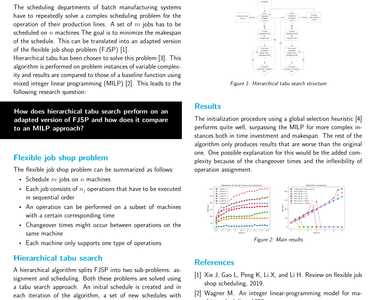 The scheduling departments of batch manufacturing systems
have to repeatedly solve a complex scheduling problem for the
operation of their production lines. A set of m jobs has to be
scheduled on n machines The goal is to minimize the makespan
of the schedule. This can be translated into an adapted version
of the flexible job shop problem (FJSP) [1].
Hierarchical tabu has been chosen to solve this problem [3]. This
algorithm is performed on problem instances of variable complex-
ity and results are compared to those of a baseline function using
mixed integer linear programming (MILP) [2]. This leads to the
following research question:
How does hierarchical tabu search perform on an
adapted version of FJSP and how does it compare
to an MILP approach?
Flexible job shop problem
The flexible job shop problem can be summarized as follows:
• Schedule m jobs on n machines
• Each job consists of n operations that have to be executed
in sequential order
• An operation can be performed on a subset of machines
with a certain corresponding time
• Changeover times might occur between operations on the
same machine
• Each machine only supports one type of operations
Hierarchical tabu search
A hierarchical algorithm splits FJSP into two sub-problems: as-
signment and scheduling. Both these problems are solved using
a tabu search approach. An initial schedule is created and in
each iteration of the algorithm, a set of new schedules with
Figure 1: Hierarchical tabu search structure
Results
The initialization procedure using a global selection heuristic [4]
performs quite well, surpassing the MILP for more complex in-
stances both in time investment and makespan. The rest of the
algorithm only produces results that are worse than the original
one. One possible explanation for this would be the added com-
plexity because of the changeover times and the inflexibility of
operation assignment.
Figure 2: Main results
References
[1] Xie J, Gao L, Peng K, Li X, and Li H. Review on flexible job
shop scheduling, 2019.
[2] Wagner M. An integer linear-programming model for ma-